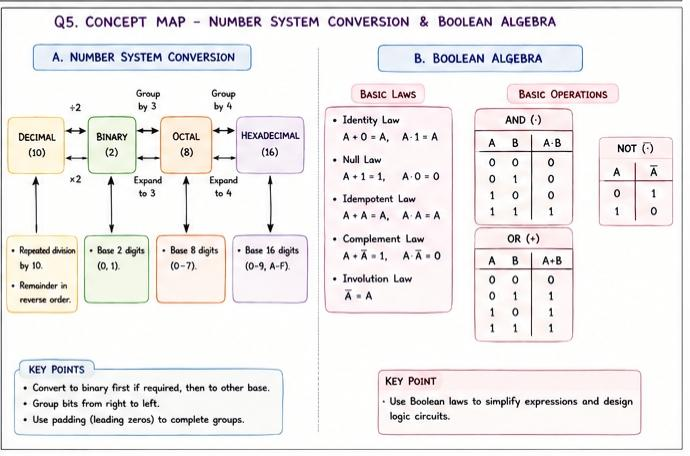 Q5. CONCEPT MAP – NUMBER SYSTEM CONVERSION & BOOLEAN ALGEBRA
A. NUMBER SYSTEM CONVERSION
÷2
Group
by 3
Group
by 4
DECIMAL
(10)
BINARY
(2)
OCTAL
(8)
HEXADECIMAL
(16)
×2
Expand
to 3
Expand
to 4
• Repeated division
by 10.
• Remainder in
reverse order.
• Base 2 digits
(0, 1).
• Base 8 digits
(0–7).
• Base 16 digits
(0–9, A–F).
KEY POINTS
• Convert to binary first if required, then to other base.
• Group bits from right to left.
• Use padding (leading zeros) to complete groups.
B. BOOLEAN ALGEBRA
BASIC LAWS
• Identity Law
A + 0 = A, A·1 = A
• Null Law
A + 1 = 1, A·0 = 0
• Idempotent Law
A + A = A, A·A = A
• Complement Law
A + A̅ = 1, A·A̅ = 0
• Involution Law
A̅ = A
BASIC OPERATIONS
AND (·)
A B A·B
0 0 0
0 1 0
1 0 0
1 1 1
OR (+)
A B A+B
0 0 0
0 1 1
1 0 1
1 1 1
NOT (·̅)
A A̅
0 1
1 0
KEY POINT
· Use Boolean laws to simplify expressions and design
logic circuits.